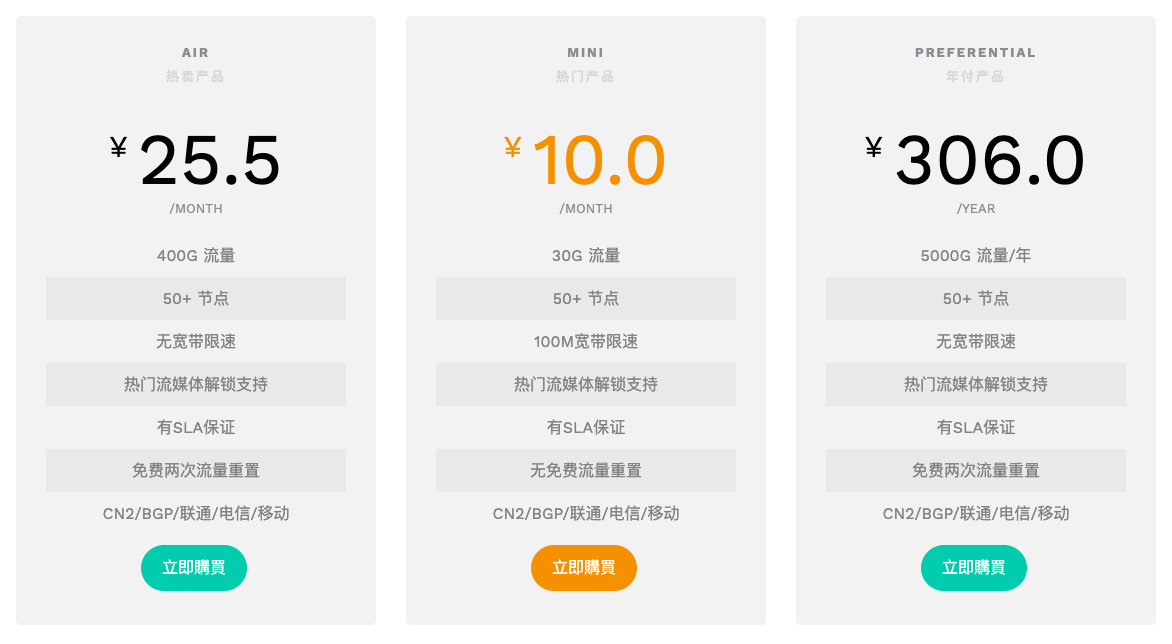 AIR
热卖产品
¥ 25.5
/MONTH
400G 流量
50+ 节点
无宽带限速
热门流媒体解锁支持
有SLA保证
免费两次流量重置
CN2/BGP/联通/电信/移动
立即購買
MINI
热门产品
¥ 10.0
/MONTH
30G 流量
50+ 节点
100M宽带限速
热门流媒体解锁支持
有SLA保证
无免费流量重置
CN2/BGP/联通/电信/移动
立即購買
PREFERENTIAL
年付产品
¥ 306.0
/YEAR
5000G 流量/年
50+ 节点
无宽带限速
热门流媒体解锁支持
有SLA保证
免费两次流量重置
CN2/BGP/联通/电信/移动
立即購買